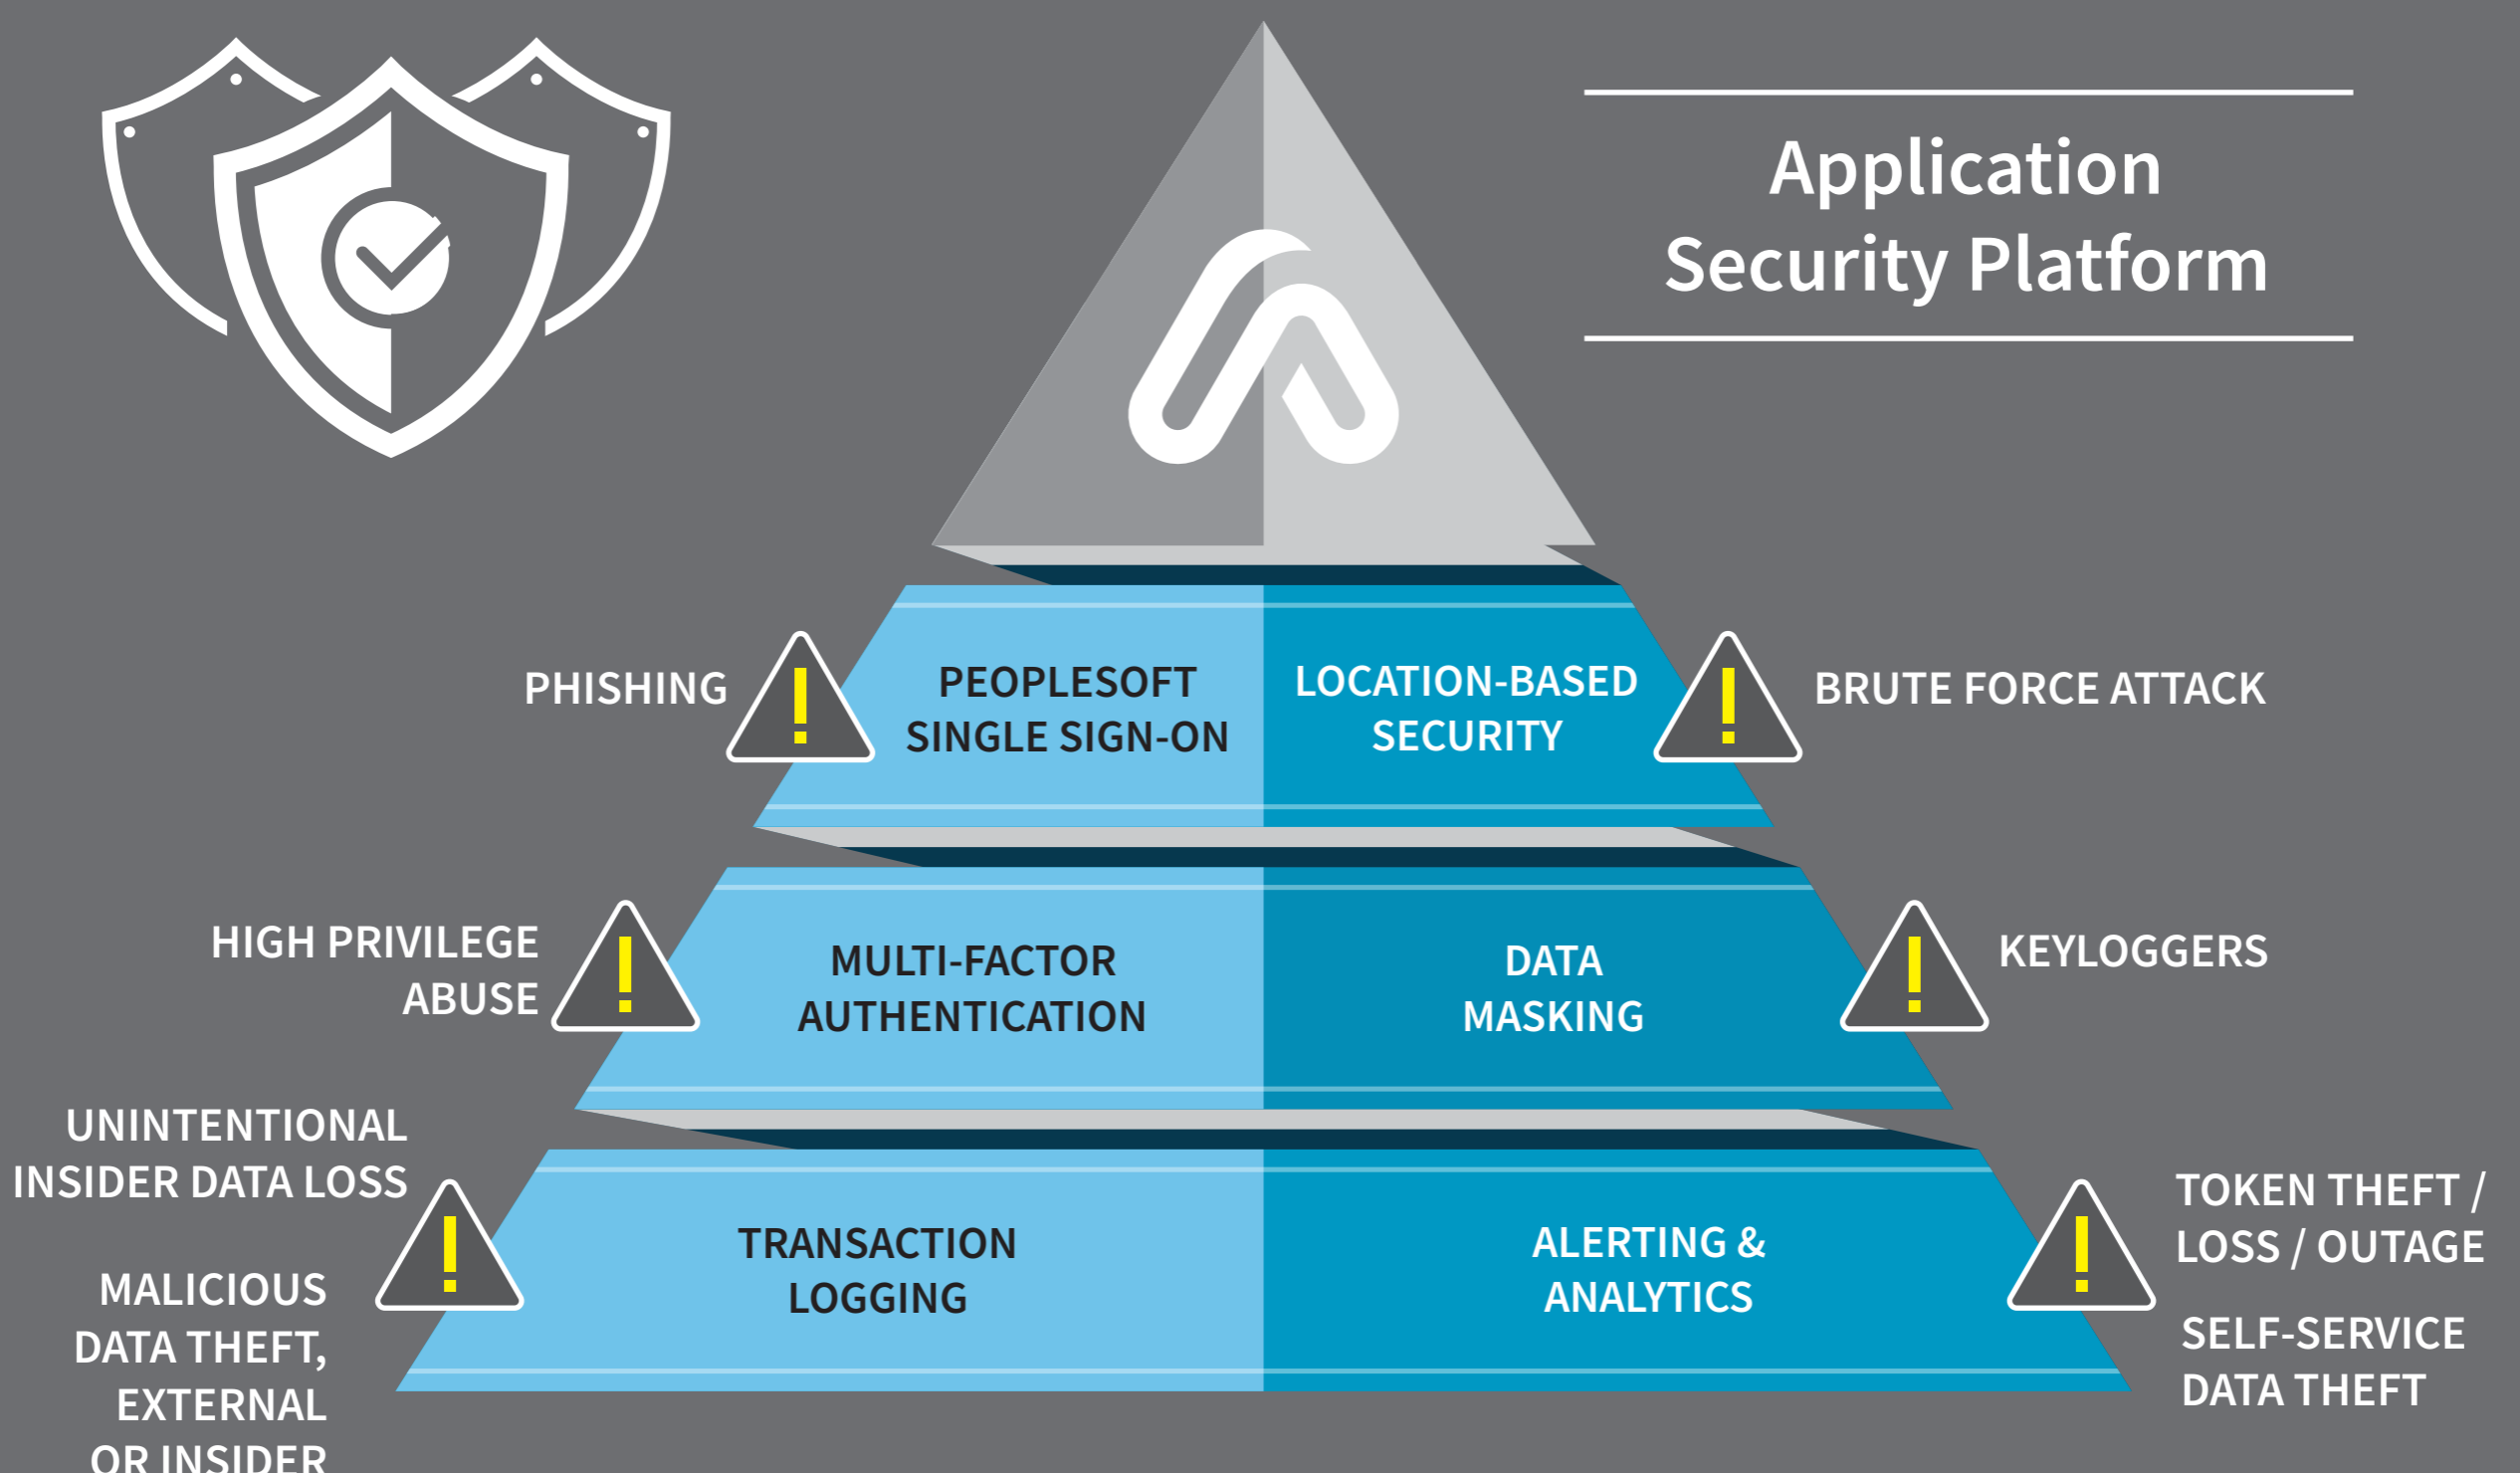 Application
Security Platform
PHISHING
PEOPLESOFT
SINGLE SIGN-ON
LOCATION-BASED
SECURITY
BRUTE FORCE ATTACK
HIGH PRIVILEGE
ABUSE
MULTI-FACTOR
AUTHENTICATION
DATA
MASKING
KEYLOGGERS
UNINTENTIONAL
INSIDER DATA LOSS
MALICIOUS
DATA THEFT,
EXTERNAL
OR INSIDER
TRANSACTION
LOGGING
ALERTING &
ANALYTICS
TOKEN THEFT /
LOSS / OUTAGE
SELF-SERVICE
DATA THEFT